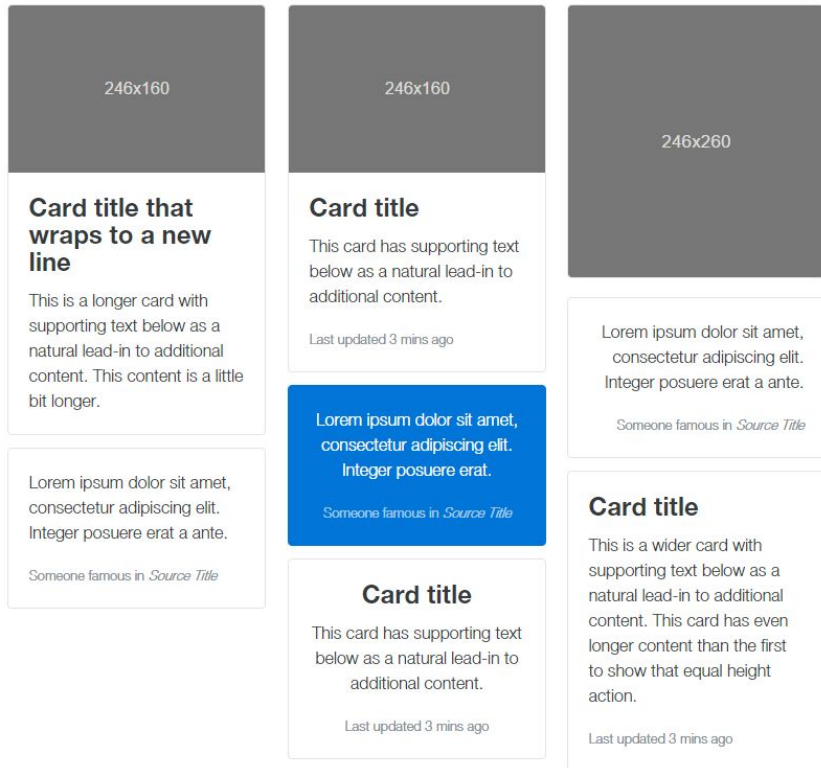 246x160
Card title that
wraps to a new
line
This is a longer card with
supporting text below as a
natural lead-in to additional
content. This content is a little
bit longer.
Lorem ipsum dolor sit amet,
consectetur adipiscing elit.
Integer posuere erat a ante.
Someone famous in Source Title
246x160
Card title
This card has supporting text
below as a natural lead-in to
additional content.
Last updated 3 mins ago
Lorem ipsum dolor sit amet,
consectetur adipiscing elit.
Integer posuere erat.
Someone famous in Source Title
Card title
This card has supporting text
below as a natural lead-in to
additional content.
Last updated 3 mins ago
246x260
Lorem ipsum dolor sit amet,
consectetur adipiscing elit.
Integer posuere erat a ante.
Someone famous in Source Title
Card title
This is a wider card with
supporting text below as a
natural lead-in to additional
content. This card has even
longer content than the first
to show that equal height
action.
Last updated 3 mins ago